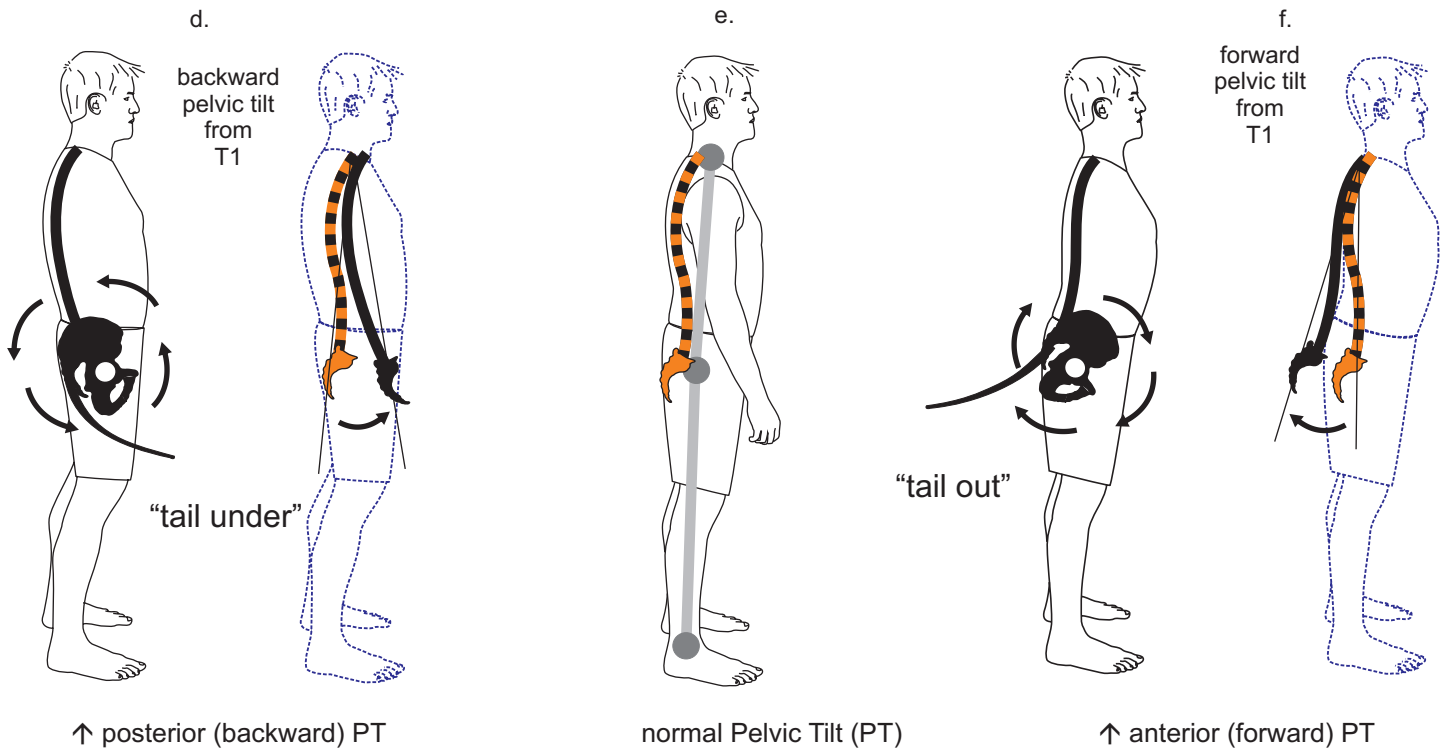 d.
backward
pelvic tilt
from
T1
“tail under”
↑ posterior (backward) PT
e.
normal Pelvic Tilt (PT)
f.
forward
pelvic tilt
from
T1
“tail out”
↑ anterior (forward) PT